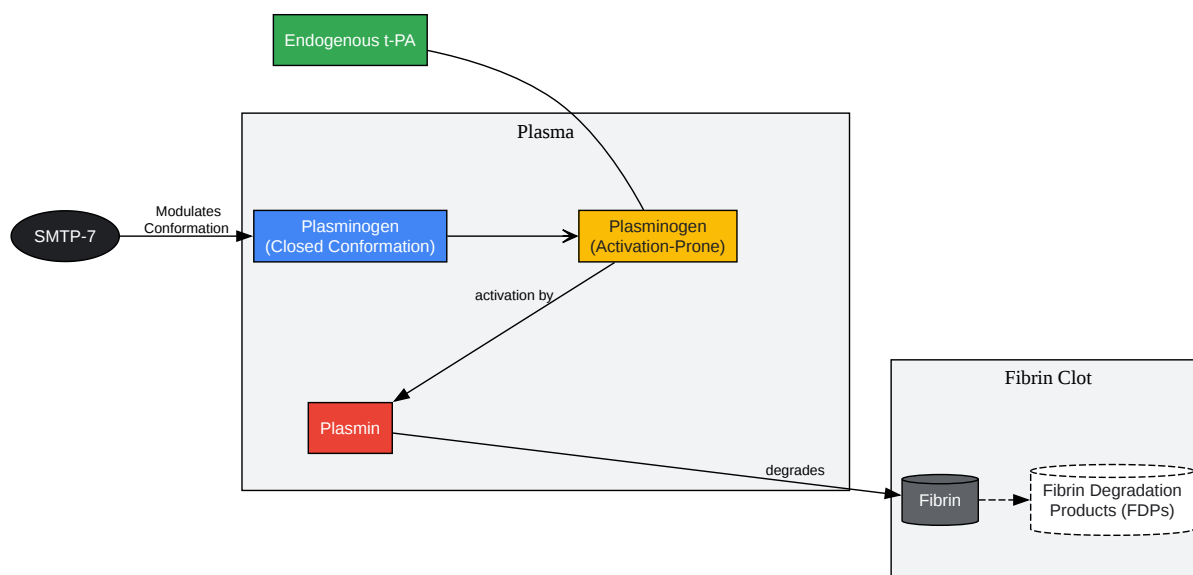 Endogenous t-PA
Plasma
Modulates
Conformation
SMTP-7
Plasminogen
(Closed Conformation)
Plasminogen
(Activation-Prone)
activation by
Plasmin
degrades
Fibrin Clot
Fibrin
Fibrin Degradation
Products (FDPs)